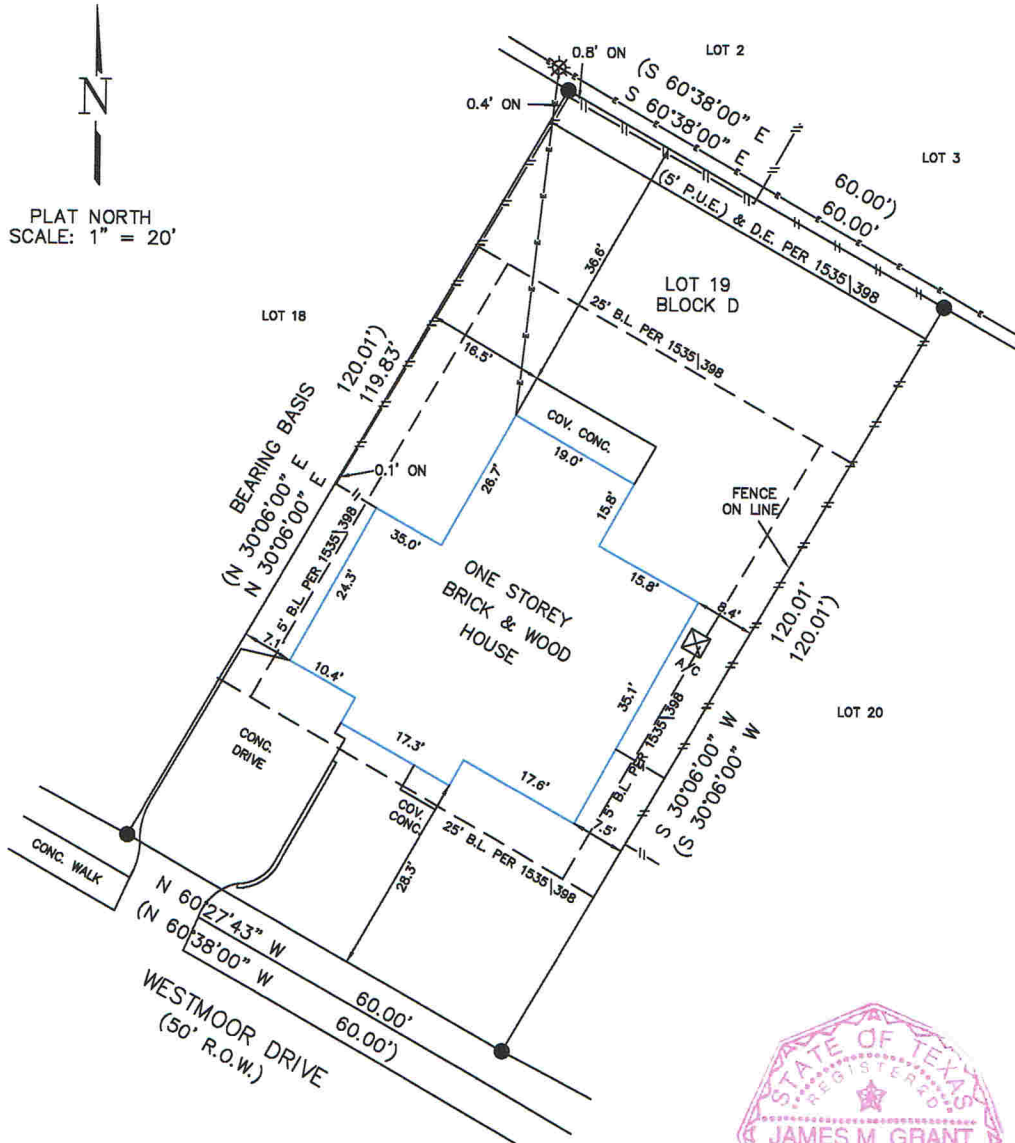 N
PLAT NORTH
SCALE: 1" = 20'
0.8' ON
LOT 2
0.4' ON
(S 60°38'00" E
S 60°38'00" E
60.00')
60.00'
LOT 3
(5' P.U.E.) & D.E. PER 1535\398
36.6'
LOT 19
BLOCK D
LOT 18
25' B.L. PER 1535\398
16.5'
120.01')
119.83'
BEARING BASIS
(N 30°06'00" E
N 30°06'00" E
COV. CONC.
19.0'
26.7'
15.8'
0.1' ON
FENCE
ON LINE
35.0'
5' B.L. PER 1535\398
24.3'
ONE STOREY
BRICK & WOOD
HOUSE
15.8'
8.4'
120.01'
120.01')
A/C
7.1'
10.4'
35.1'
LOT 20
CONC.
DRIVE
17.3'
17.6'
5' B.L. PER 1535\398
S 30°06'00" W
(S 30°06'00" W
COV.
CONC.
25' B.L. PER 1535\398
7.5'
28.3'
CONC. WALK
N 60°27'43" W
60.00'
(N 60°38'00" W
60.00')
WESTMOOR DRIVE
(50' R.O.W.)
STATE OF TEXAS
REGISTERED
JAMES M. GRANT